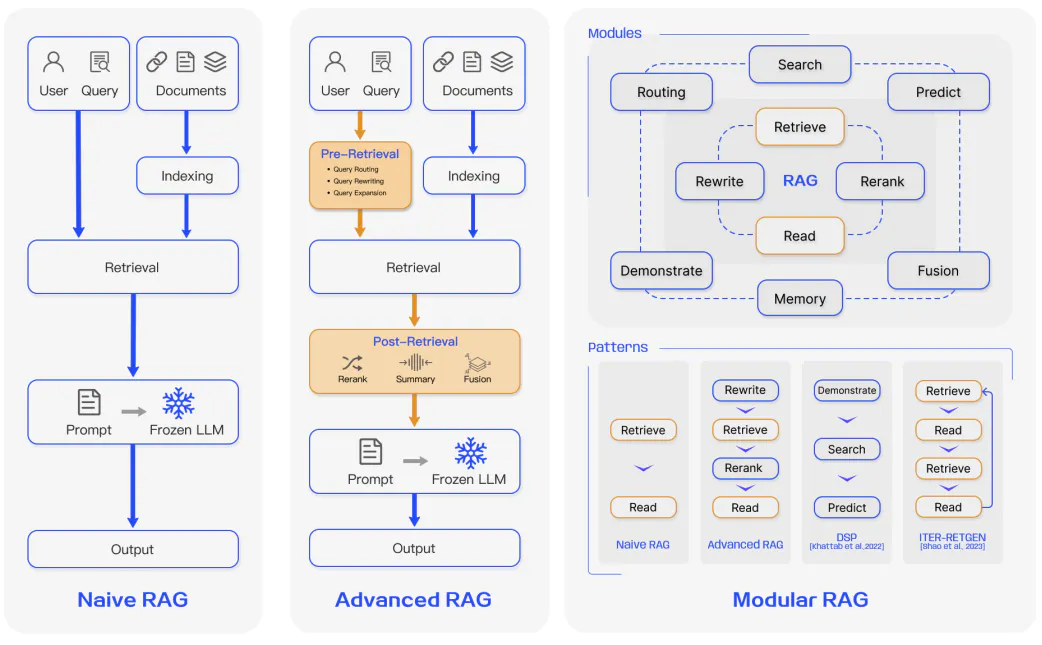 User Query
Documents
Indexing
Retrieval
Prompt
Frozen LLM
Output
Naive RAG
User Query
Documents
Pre-Retrieval
• Query Routing
• Query Rewriting
• Query Expansion
Indexing
Retrieval
Post-Retrieval
Rerank
Summary
Fusion
Prompt
Frozen LLM
Output
Advanced RAG
Modules
Search
Routing
Predict
Retrieve
Rewrite
RAG
Rerank
Read
Demonstrate
Fusion
Memory
Patterns
Retrieve
Read
Naive RAG
Rewrite
Retrieve
Rerank
Read
Advanced RAG
Demonstrate
Search
Predict
DSP
[Khattab et al.,2022]
Retrieve
Read
Retrieve
Read
ITER-RETGEN
[Shao et al., 2023]
Modular RAG